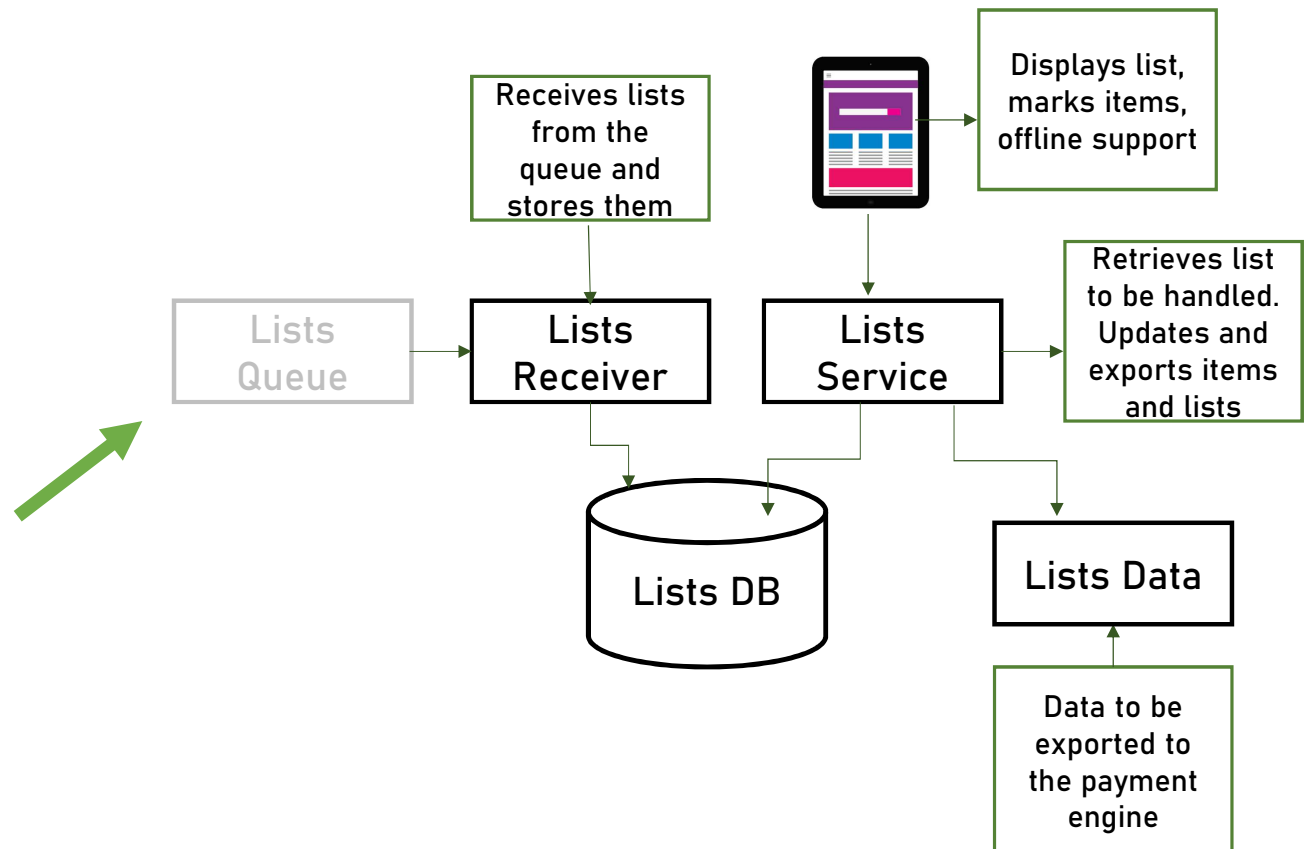 Displays list,
marks items,
offline support
Receives lists
from the
queue and
stores them
Retrieves list
to be handled.
Updates and
exports items
and lists
Lists
Queue
Lists
Receiver
Lists
Service
Lists DB
Lists Data
Data to be
exported to
the payment
engine